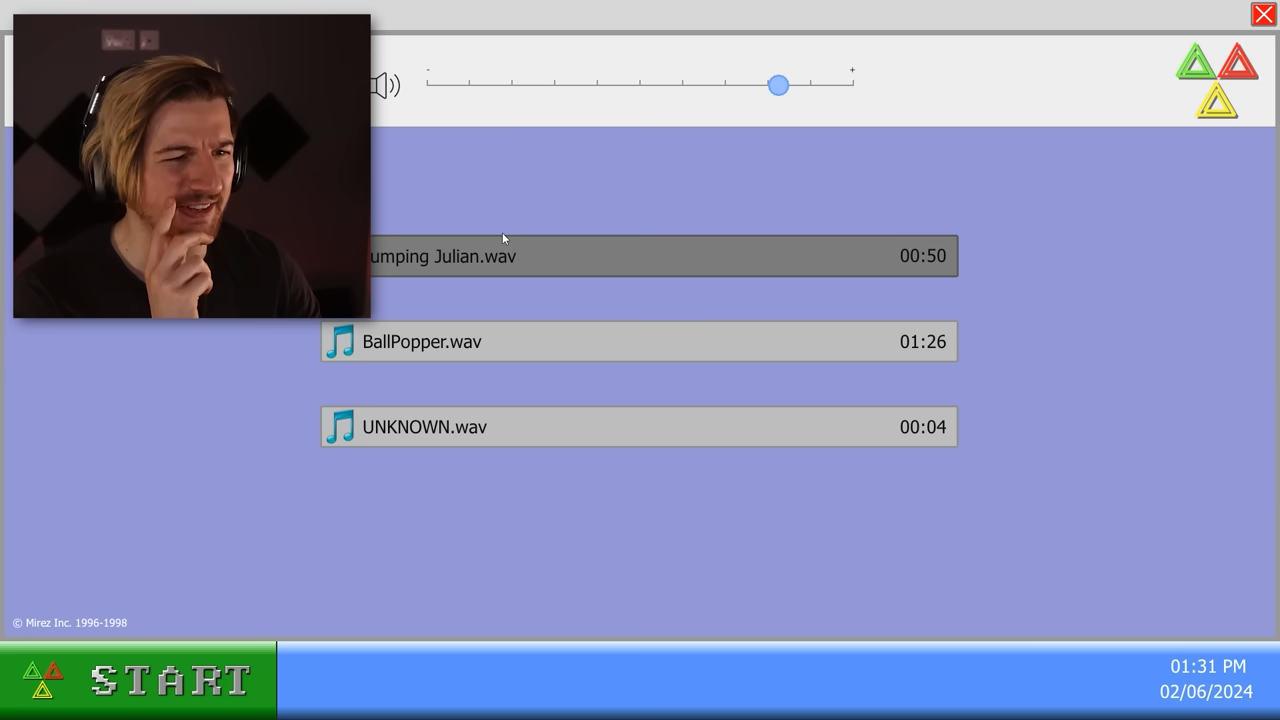 - +
umping Julian.wav 00:50
BallPopper.wav 01:26
UNKNOWN.wav 00:04
© Mirez Inc. 1996-1998
START
01:31 PM
02/06/2024